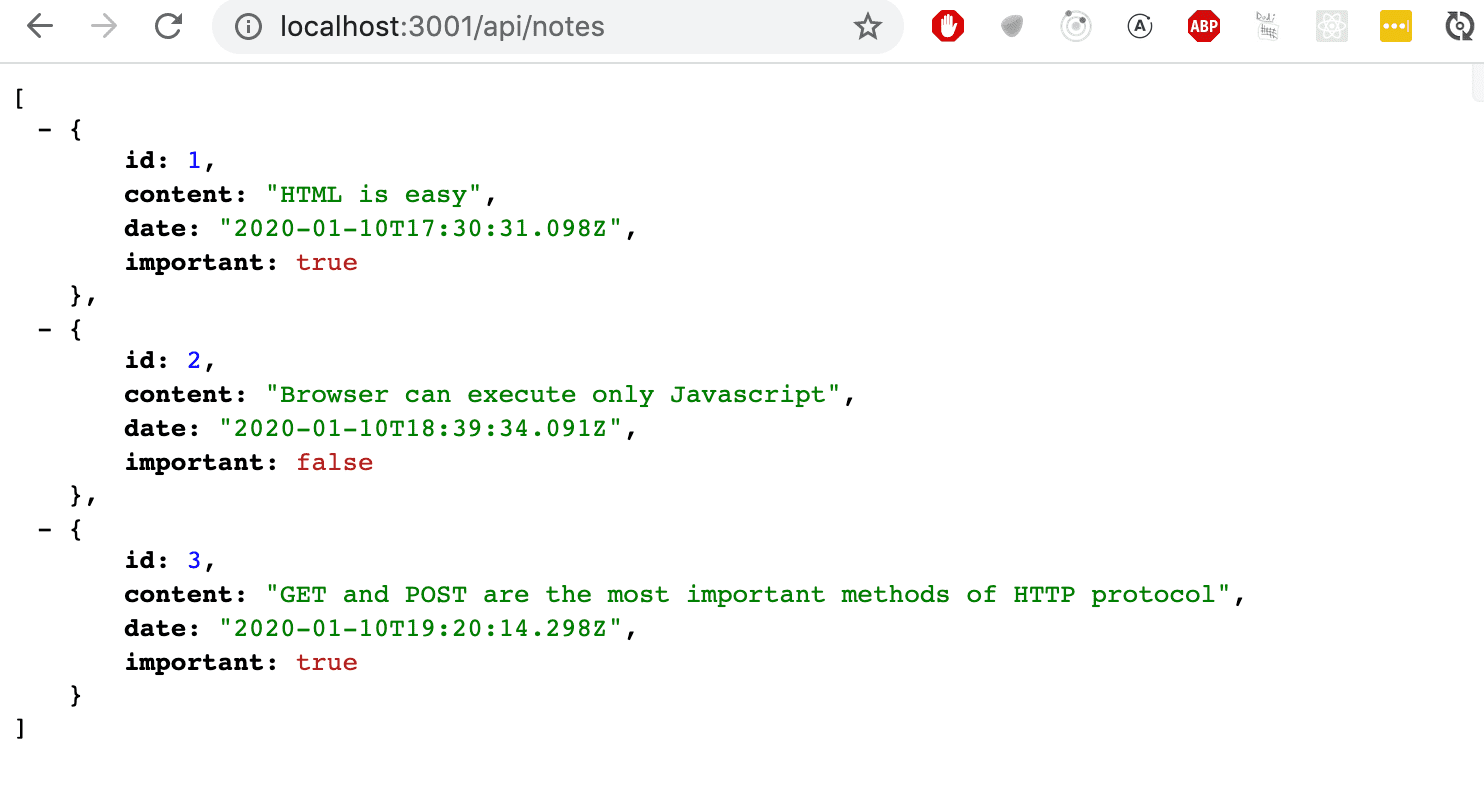 localhost:3001/api/notes
ABP
[
- {
id: 1,
content: "HTML is easy",
date: "2020-01-10T17:30:31.098Z",
important: true
},
- {
id: 2,
content: "Browser can execute only Javascript",
date: "2020-01-10T18:39:34.091Z",
important: false
},
- {
id: 3,
content: "GET and POST are the most important methods of HTTP protocol",
date: "2020-01-10T19:20:14.298Z",
important: true
}
]